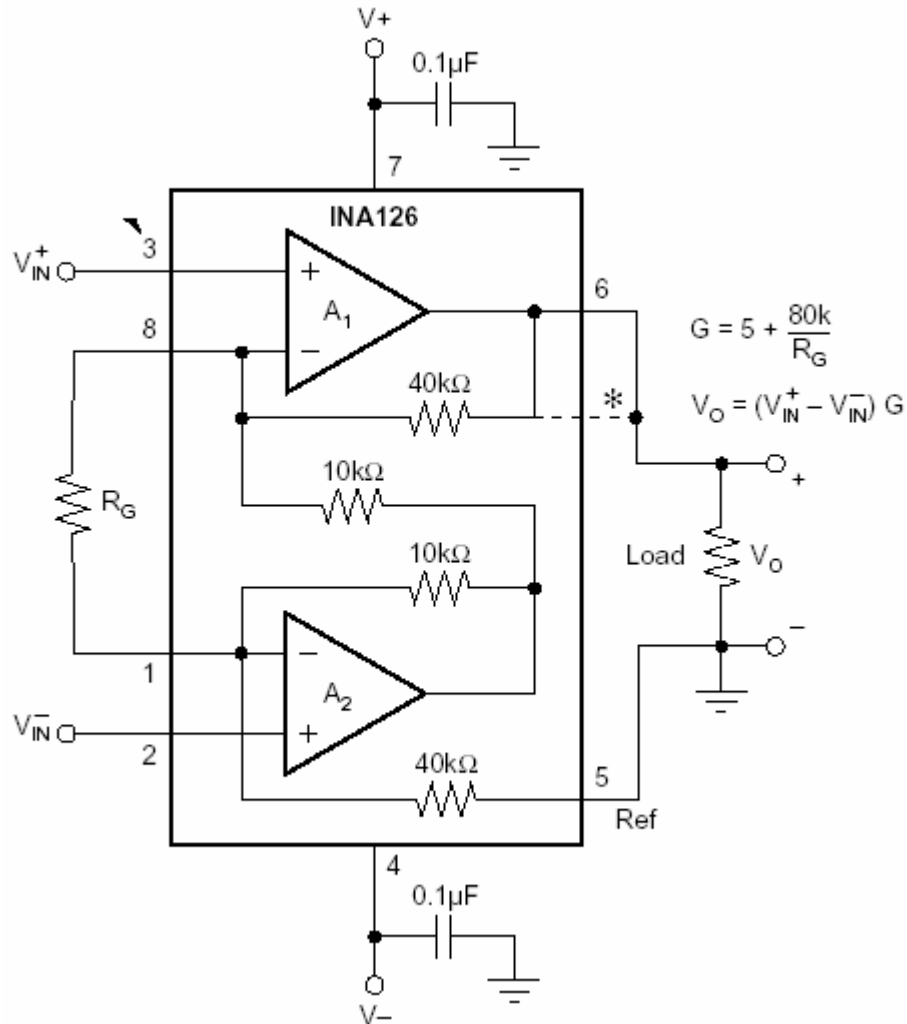 V+
0.1µF
7
INA126
3
V+IN
+
A1
6
8
−
G = 5 + 80k/RG
40kΩ
*
VO = (V+IN − V−IN) G
10kΩ
+
RG
10kΩ
Load
VO
−
−
1
A2
V−IN
+
2
40kΩ
5
Ref
4
0.1µF
V−